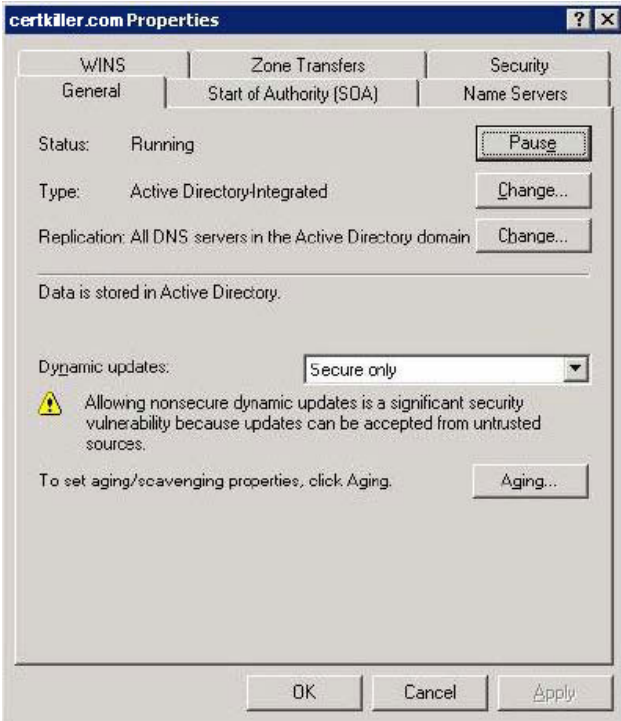 certkiller.com Properties
? X
WINS
Zone Transfers
Security
General
Start of Authority (SOA)
Name Servers
Status:
Running
Pause
Type:
Active Directory-Integrated
Change...
Replication: All DNS servers in the Active Directory domain
Change...
Data is stored in Active Directory.
Dynamic updates:
Secure only
Allowing nonsecure dynamic updates is a significant security
vulnerability because updates can be accepted from untrusted
sources.
To set aging/scavenging properties, click Aging.
Aging...
OK
Cancel
Apply